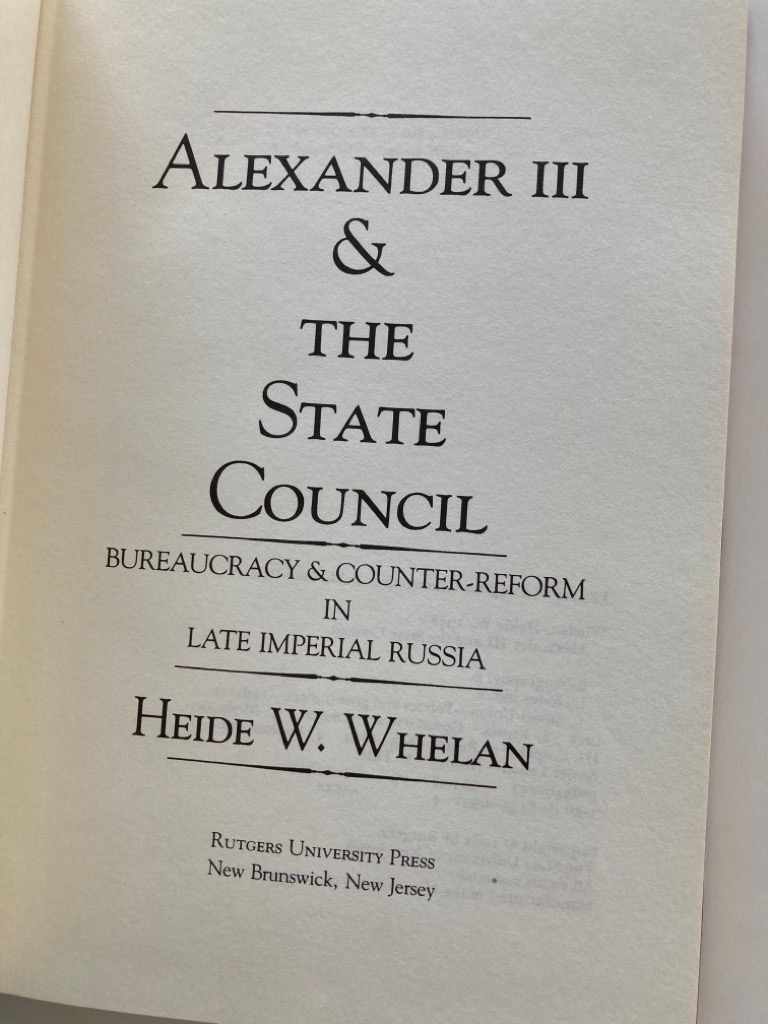 ALEXANDER III
&
THE
STATE
COUNCIL
BUREAUCRACY & COUNTER-REFORM
IN
LATE IMPERIAL RUSSIA
HEIDE W. WHELAN
RUTGERS UNIVERSITY PRESS
New Brunswick, New Jersey